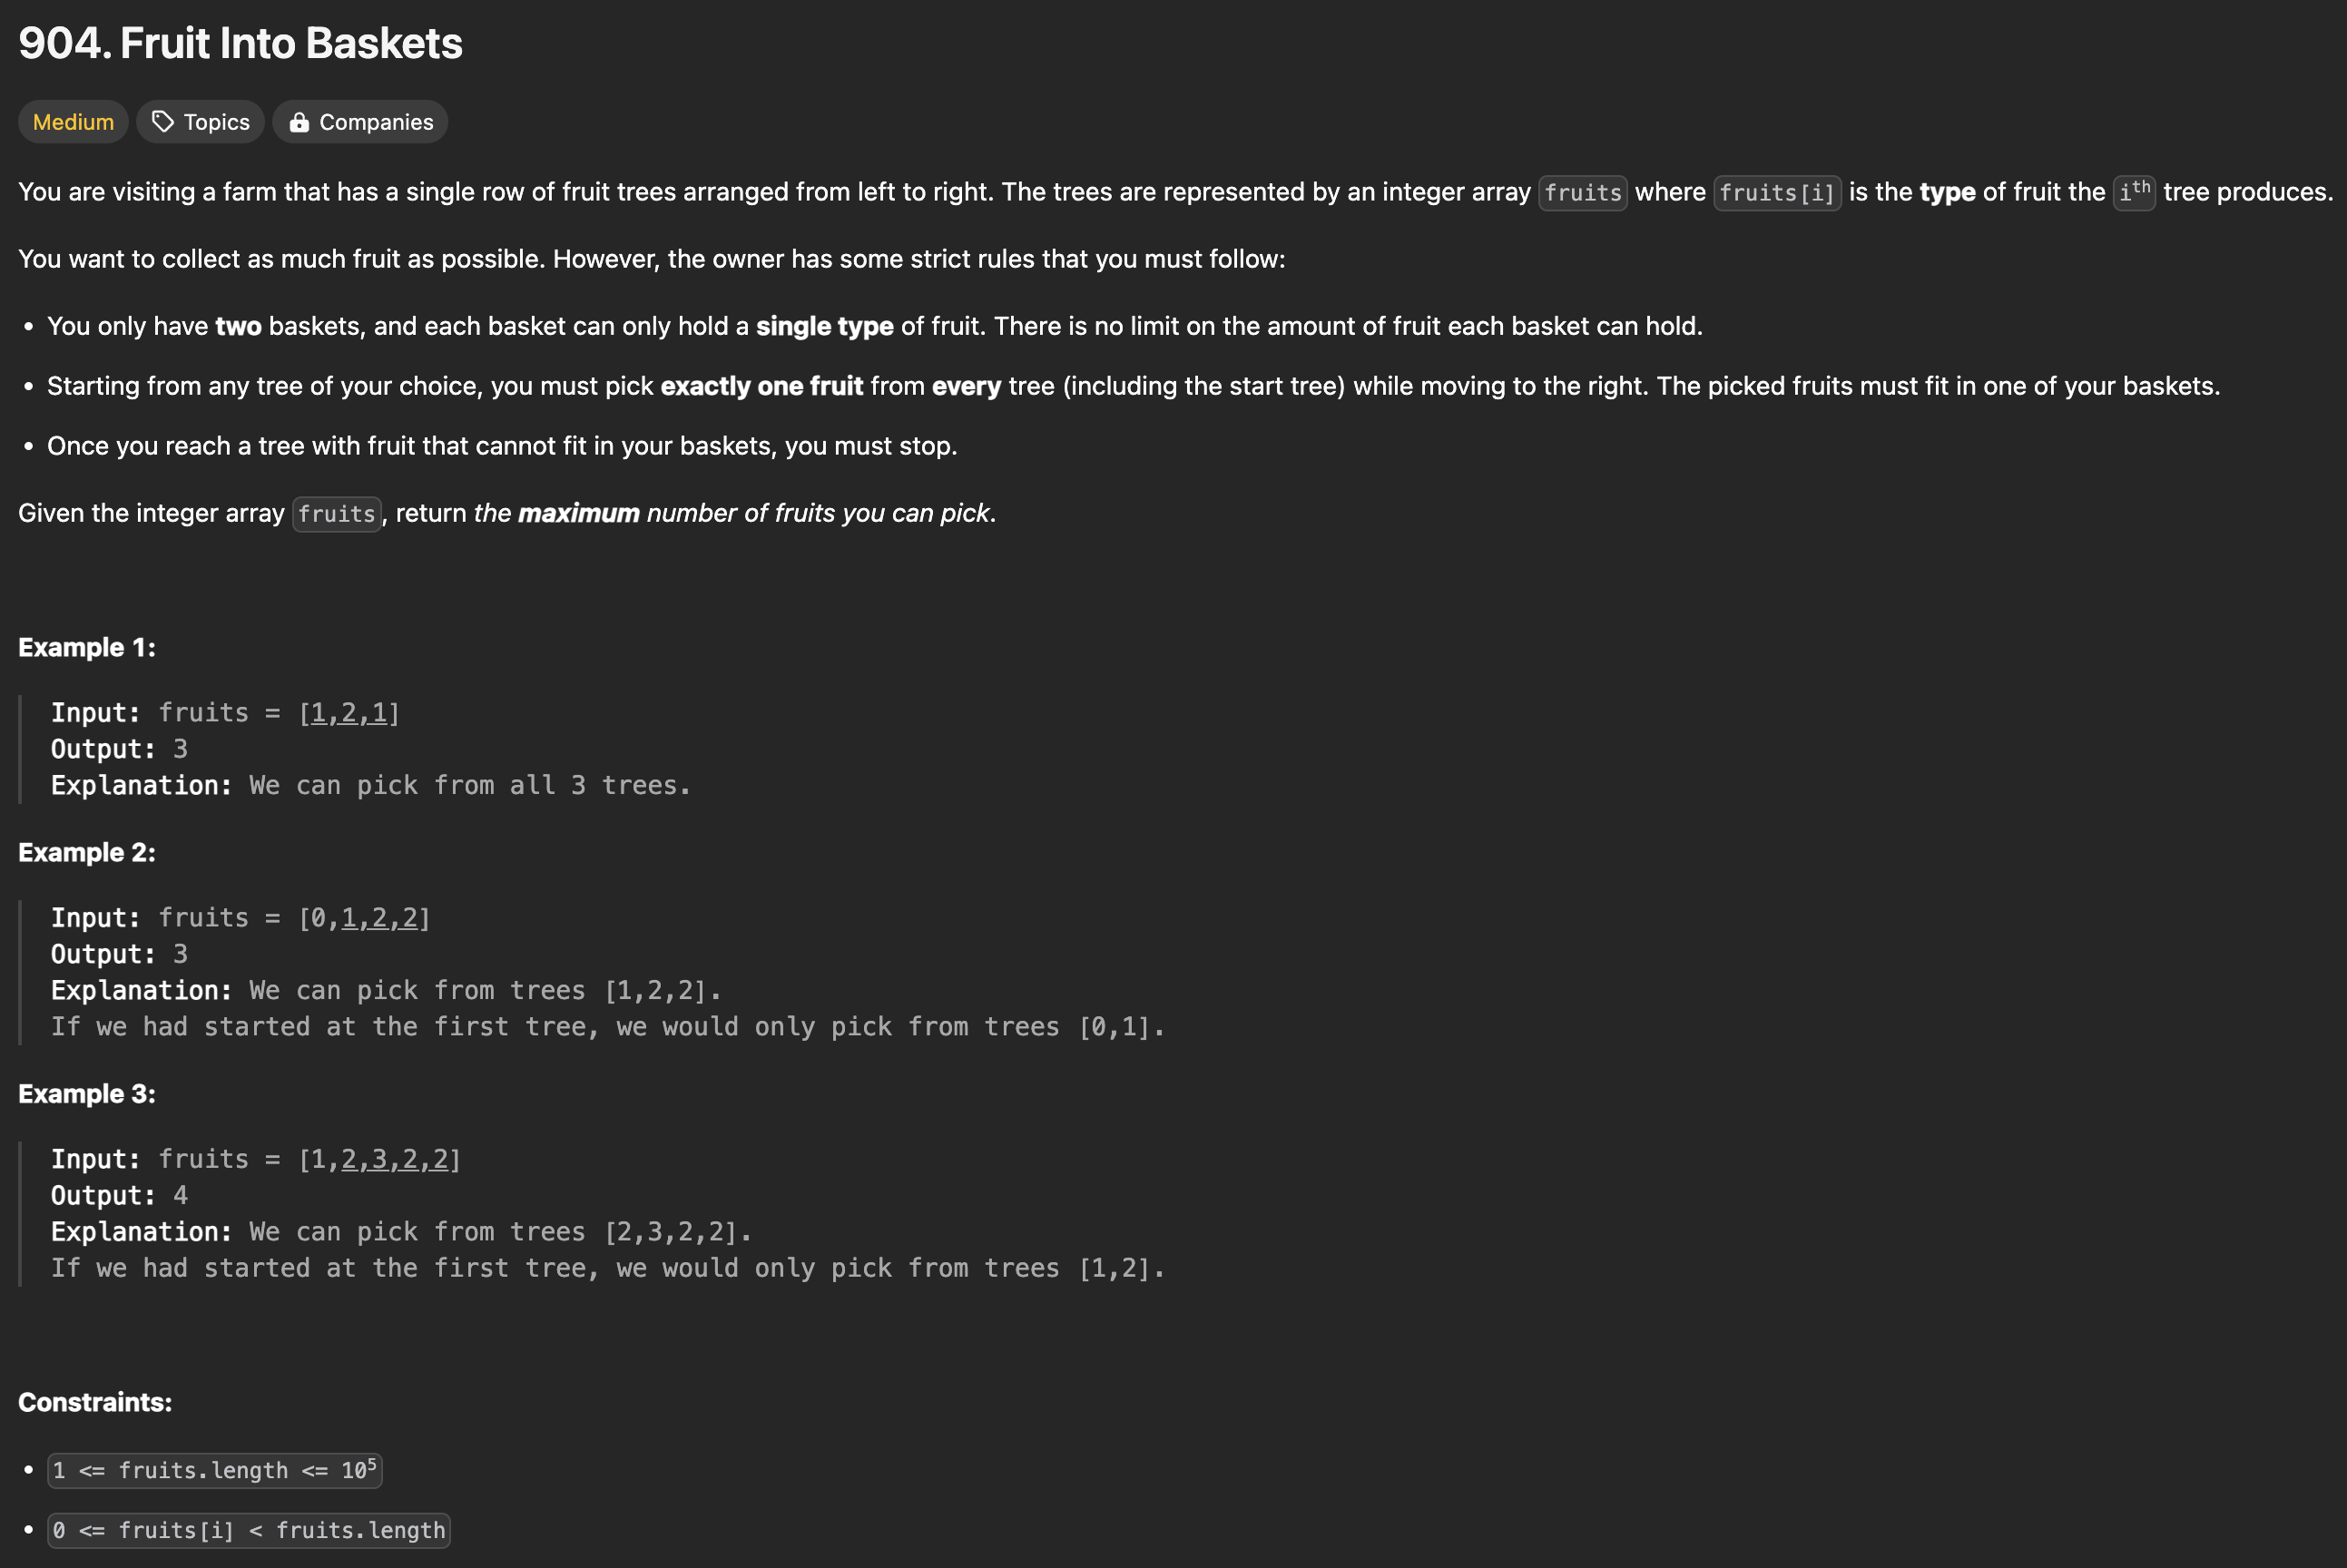 904. Fruit Into Baskets
Medium Topics Companies
You are visiting a farm that has a single row of fruit trees arranged from left to right. The trees are represented by an integer array fruits where fruits[i] is the type of fruit the ith tree produces.
You want to collect as much fruit as possible. However, the owner has some strict rules that you must follow:
• You only have two baskets, and each basket can only hold a single type of fruit. There is no limit on the amount of fruit each basket can hold.
• Starting from any tree of your choice, you must pick exactly one fruit from every tree (including the start tree) while moving to the right. The picked fruits must fit in one of your baskets.
• Once you reach a tree with fruit that cannot fit in your baskets, you must stop.
Given the integer array fruits, return the maximum number of fruits you can pick.
Example 1:
Input: fruits = [1,2,1]
Output: 3
Explanation: We can pick from all 3 trees.
Example 2:
Input: fruits = [0,1,2,2]
Output: 3
Explanation: We can pick from trees [1,2,2].
If we had started at the first tree, we would only pick from trees [0,1].
Example 3:
Input: fruits = [1,2,3,2,2]
Output: 4
Explanation: We can pick from trees [2,3,2,2].
If we had started at the first tree, we would only pick from trees [1,2].
Constraints:
• 1 <= fruits.length <= 10⁵
• 0 <= fruits[i] < fruits.length